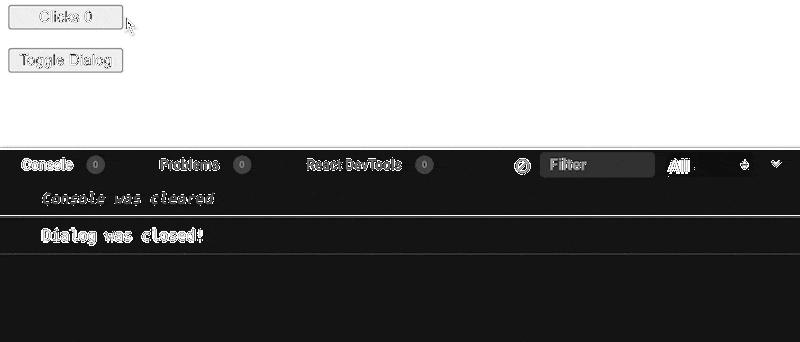 Clicks 0
Toggle Dialog
Console 0 Problems 0 React DevTools 0 Filter All
Console was cleared
Dialog was closed!